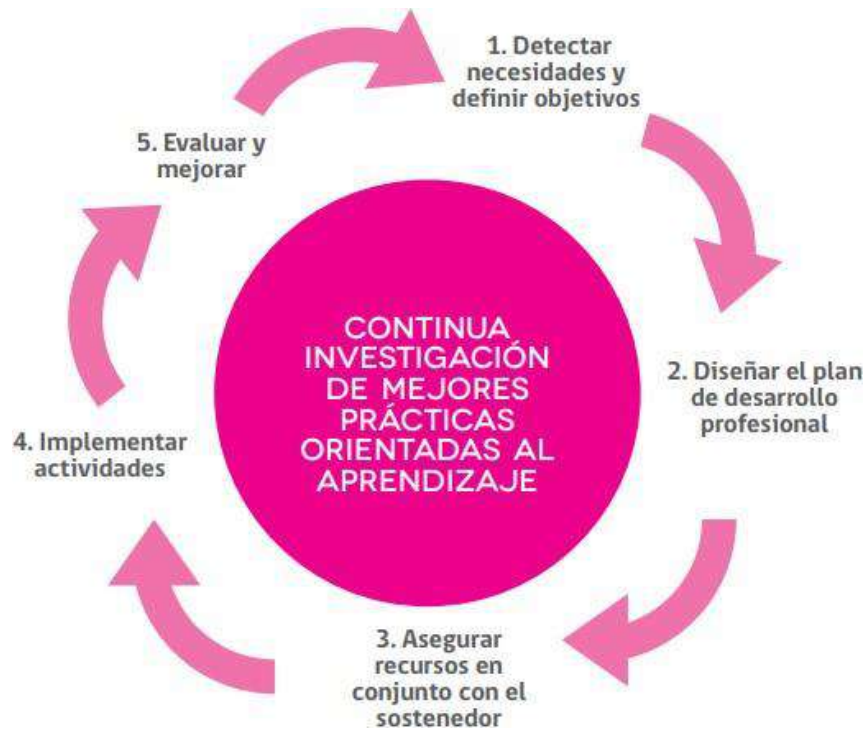 1. Detectar
necesidades y
definir objetivos
2. Diseñar el plan
de desarrollo
profesional
3. Asegurar
recursos en
conjunto con el
sostenedor
4. Implementar
actividades
5. Evaluar y
mejorar
CONTINUA
INVESTIGACIÓN
DE MEJORES
PRÁCTICAS
ORIENTADAS AL
APRENDIZAJE